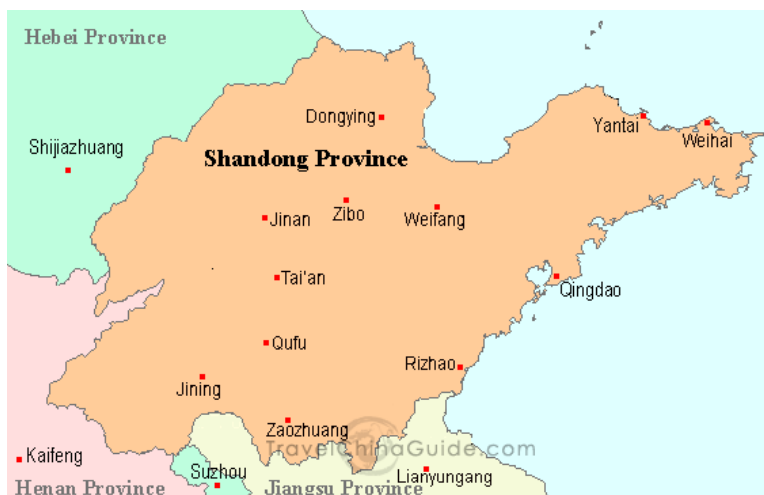 Hebei Province
Dongying
Yantai
Weihai
Shijiazhuang
Shandong Province
Jinan
Zibo
Weifang
Tai'an
Qingdao
Qufu
Rizhao
Jining
Zaozhuang
TravelChinaGuide.com
Kaifeng
Suzhou
Lianyungang
Henan Province
Jiangsu Province